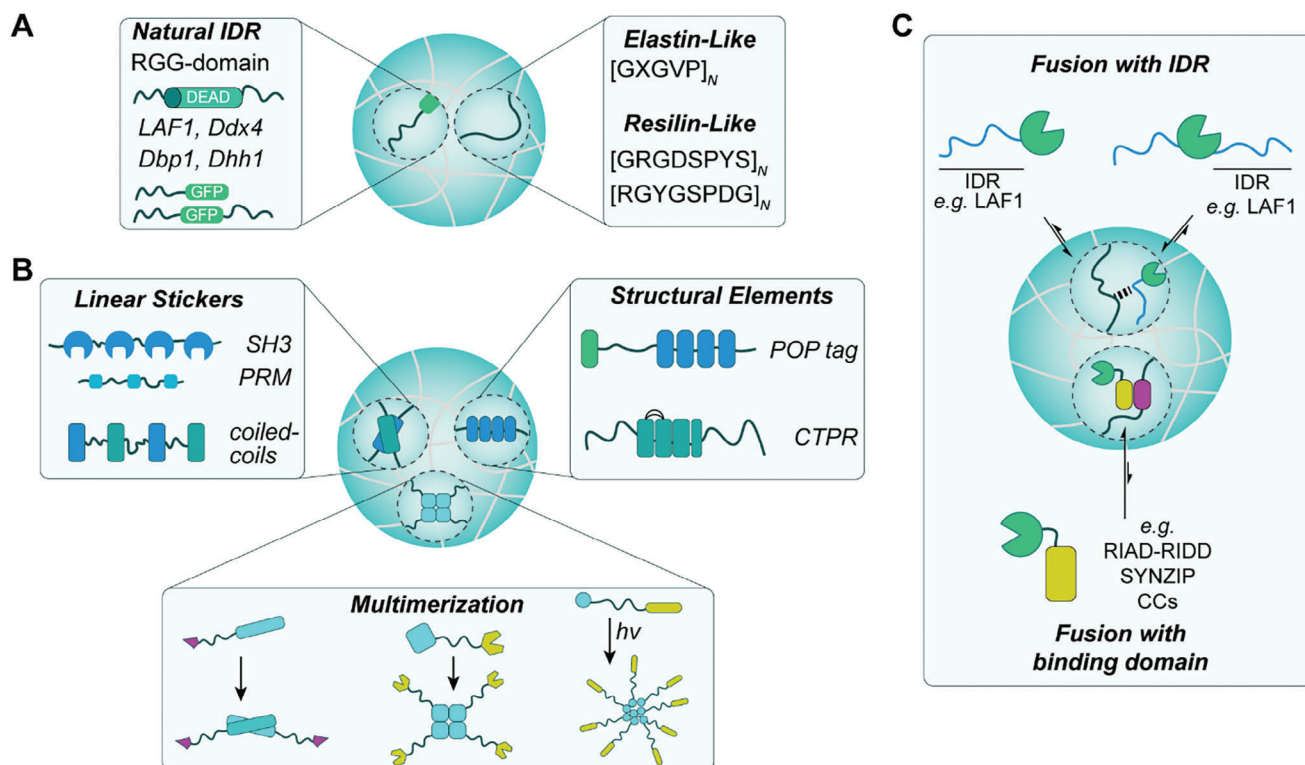 A
Natural IDR
RGG-domain
DEAD
LAF1, Ddx4
Dbp1, Dhh1
GFP
GFP
Elastin-Like
[GXGVP]N
Resilin-Like
[GRGDSPYS]N
[RGYGSPDG]N
B
Linear Stickers
SH3
PRM
coiled-
coils
Structural Elements
POP tag
CTPR
Multimerization
hv
C
Fusion with IDR
IDR
e.g. LAF1
IDR
e.g. LAF1
e.g.
RIAD-RIDD
SYNZIP
CCs
Fusion with
binding domain